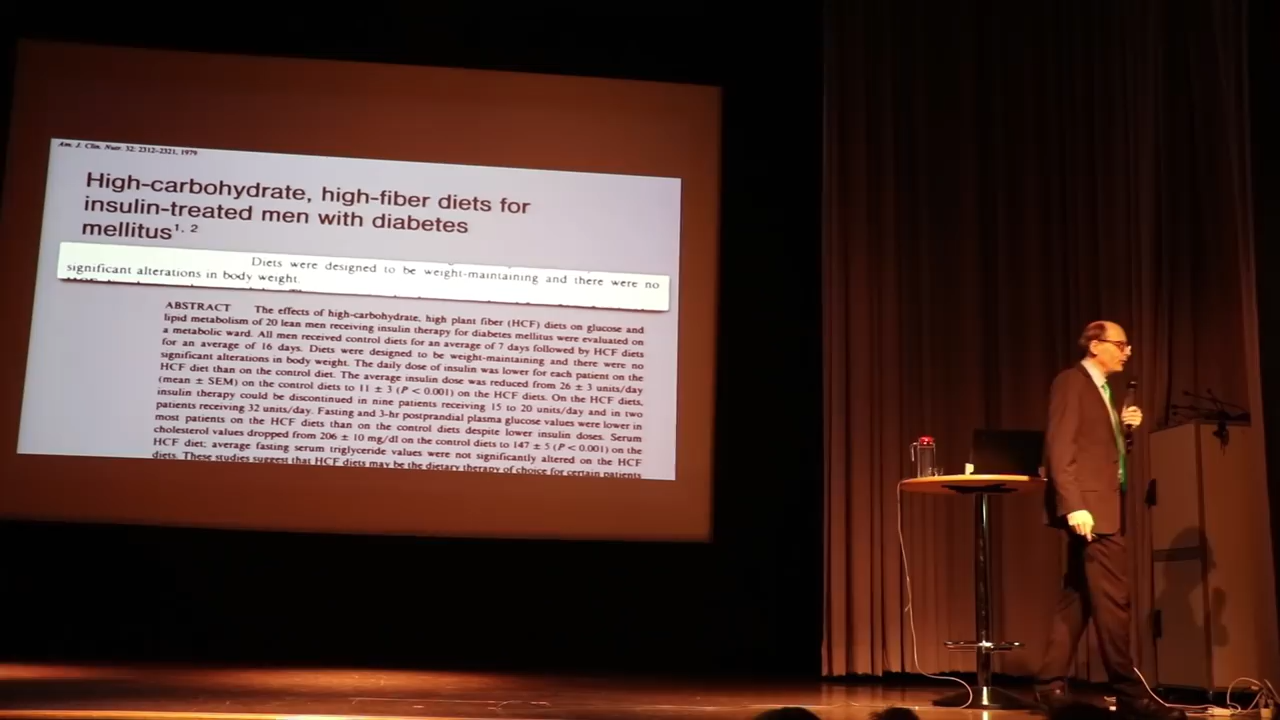 Am. J. Clin. Nutr. 32: 2312-2321, 1979
High-carbohydrate, high-fiber diets for
insulin-treated men with diabetes
mellitus1, 2
Diets were designed to be weight-maintaining and there were no
significant alterations in body weight.
ABSTRACT The effects of high-carbohydrate, high plant fiber (HCF) diets on glucose and
lipid metabolism of 20 lean men receiving insulin therapy for diabetes mellitus were evaluated on
a metabolic ward. All men received control diets for an average of 7 days followed by HCF diets
for an average of 16 days. Diets were designed to be weight-maintaining and there were no
significant alterations in body weight. The daily dose of insulin was lower for each patient on the
HCF diet than on the control diet. The average insulin dose was reduced from 26 ± 3 units/day
(mean ± SEM) on the control diets to 11 ± 3 (P < 0.001) on the HCF diets. On the HCF diets,
insulin therapy could be discontinued in nine patients receiving 15 to 20 units/day and in two
patients receiving 32 units/day. Fasting and 3-hr postprandial plasma glucose values were lower in
most patients on the HCF diets than on the control diets despite lower insulin doses. Serum
cholesterol values dropped from 206 ± 10 mg/dl on the control diets to 147 ± 5 (P < 0.001) on the
HCF diet; average fasting serum triglyceride values were not significantly altered on the HCF
diets. These studies suggest that HCF diets may be the dietary therapy of choice for certain patients